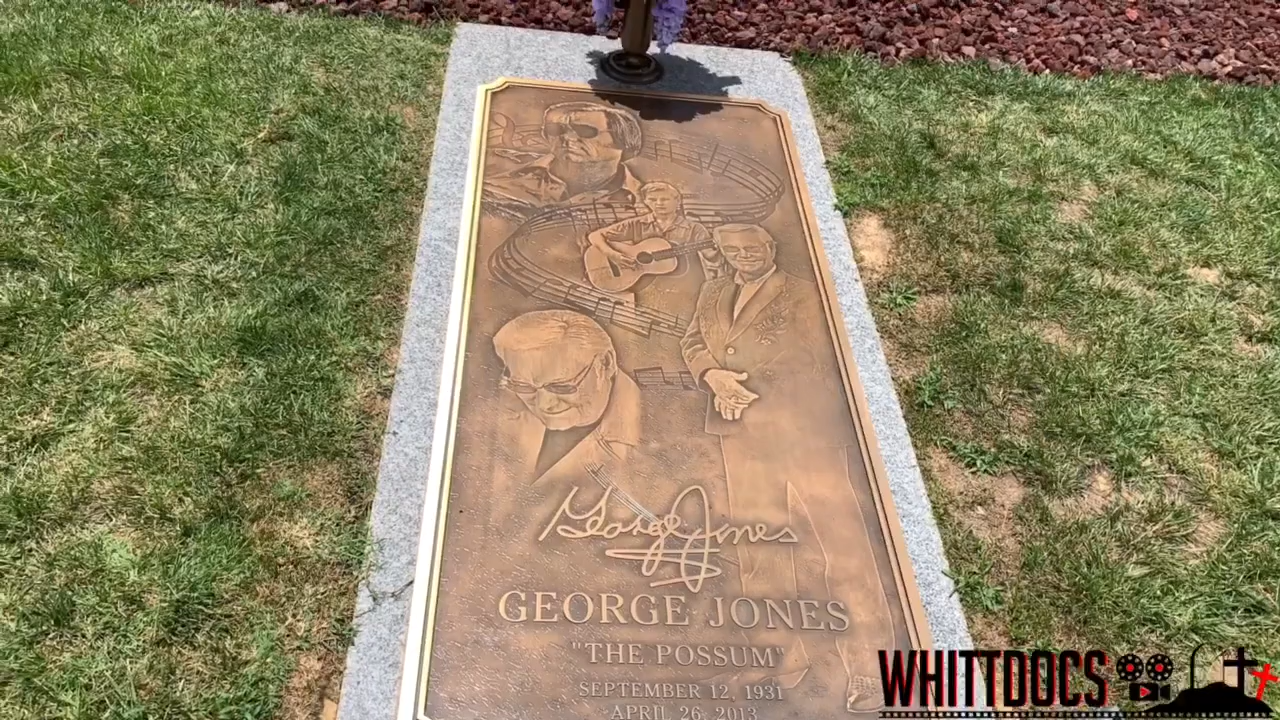 George Jones
GEORGE JONES
"THE POSSUM"
SEPTEMBER 12, 1931
APRIL 26, 2013
WHITTDOCS